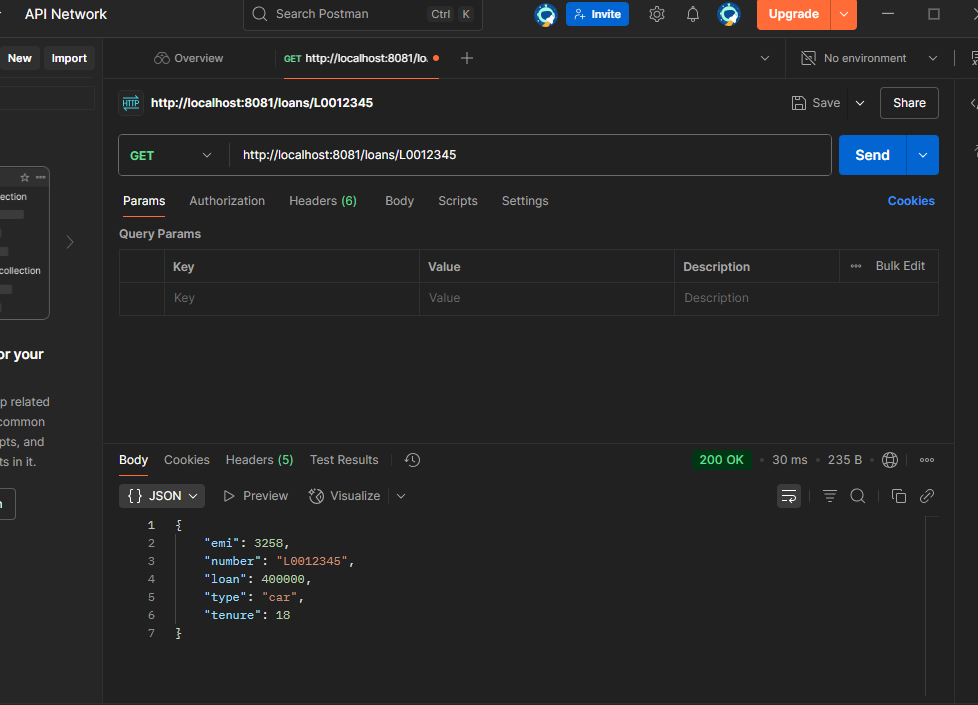 API Network
Search Postman
Ctrl K
Invite
Upgrade
New
Import
Overview
GET http://localhost:8081/lo
No environment
HTTP
http://localhost:8081/loans/L0012345
Save
Share
GET
http://localhost:8081/loans/L0012345
Send
Params
Authorization
Headers (6)
Body
Scripts
Settings
Cookies
Query Params
Key
Value
Description
Bulk Edit
Key
Value
Description
ection
collection
or your
p related
common
pts, and
ts in it.
Body
Cookies
Headers (5)
Test Results
200 OK
30 ms
235 B
{} JSON
Preview
Visualize
1 {
2 "emi": 3258,
3 "number": "L0012345",
4 "loan": 400000,
5 "type": "car",
6 "tenure": 18
7 }